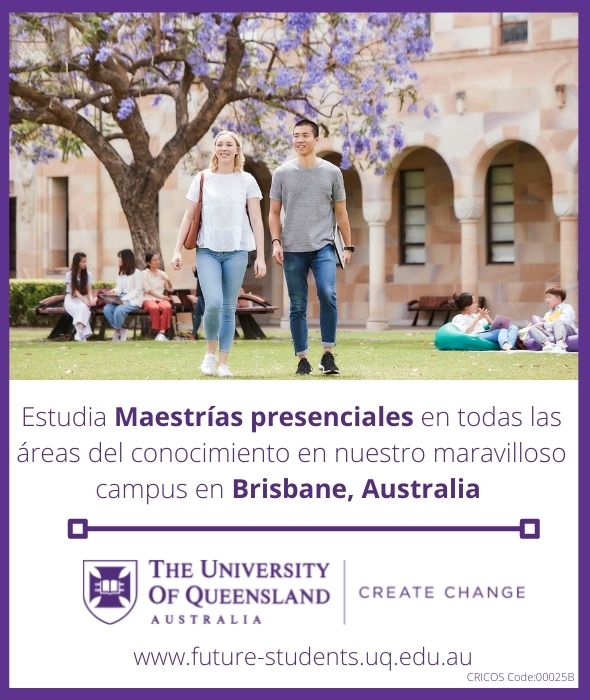 Estudia Maestrías presenciales en todas las
áreas del conocimiento en nuestro maravilloso
campus en Brisbane, Australia
THE UNIVERSITY
OF QUEENSLAND
AUSTRALIA
CREATE CHANGE
www.future-students.uq.edu.au
CRICOS Code:00025B